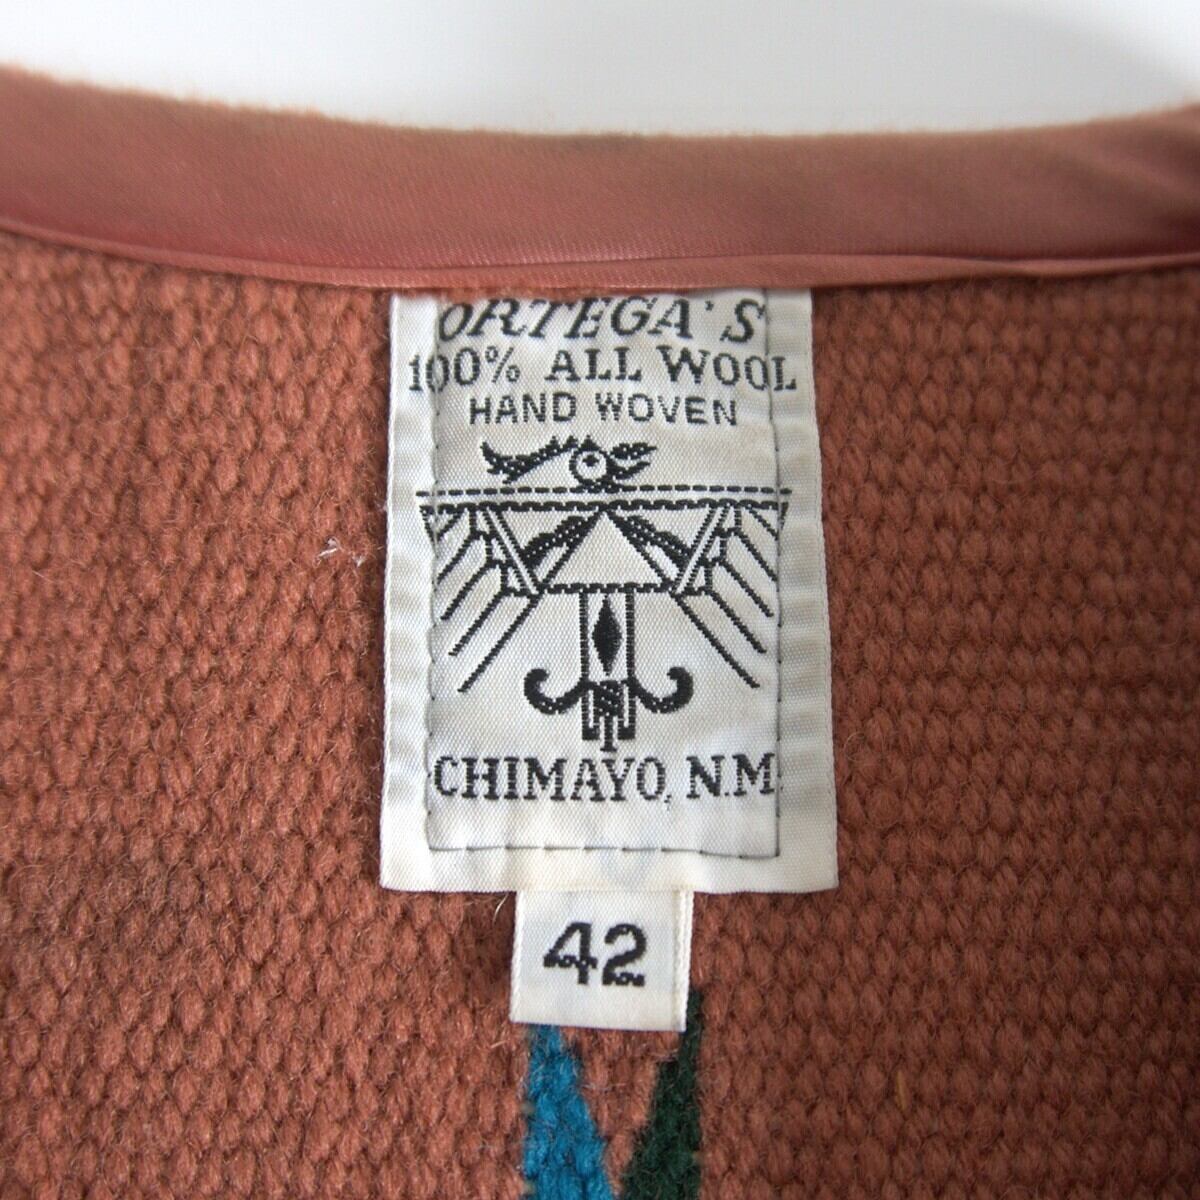 ORTEGA'S
100% ALL WOOL
HAND WOVEN
CHIMAYO, N.M.
42